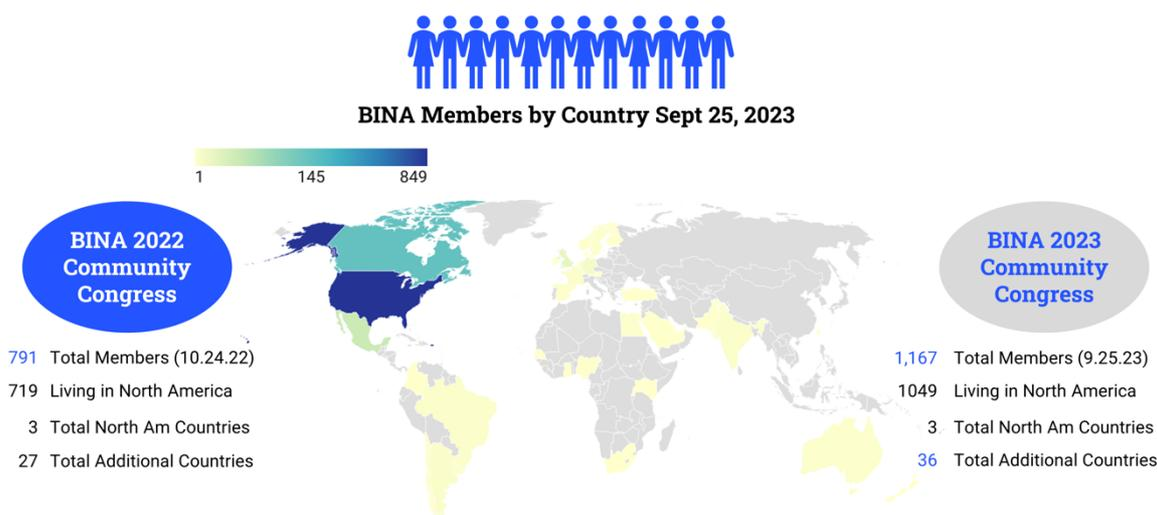 BINA Members by Country Sept 25, 2023
1 145 849
BINA 2022
Community
Congress
791 Total Members (10.24.22)
719 Living in North America
3 Total North Am Countries
27 Total Additional Countries
BINA 2023
Community
Congress
1,167 Total Members (9.25.23)
1049 Living in North America
3 Total North Am Countries
36 Total Additional Countries